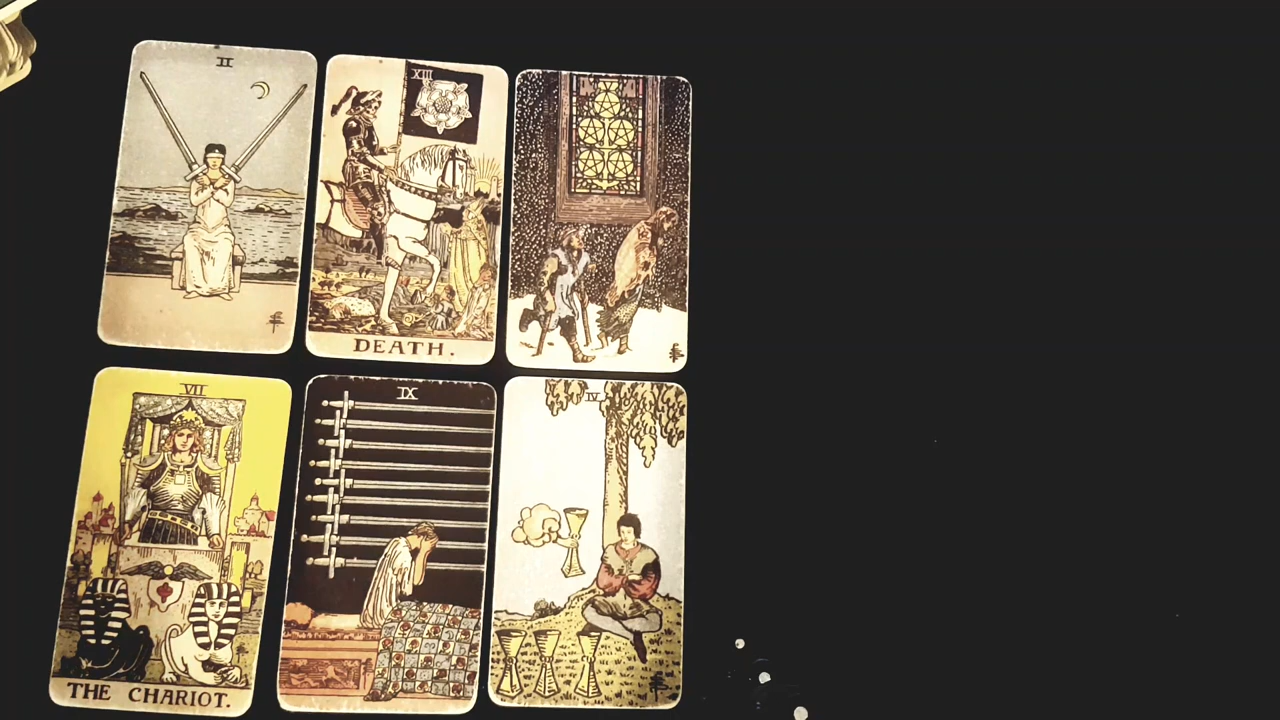 II
XIII
DEATH.
VII
IX
IV
THE CHARIOT.